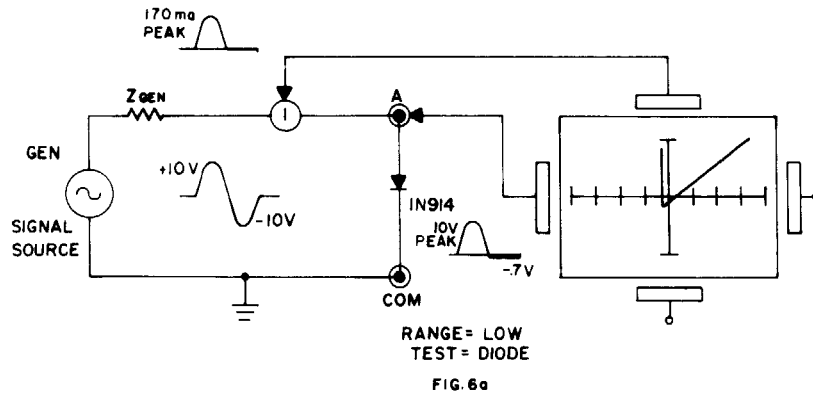 170 ma
PEAK
Z GEN
I
A
GEN
+10V
-10V
SIGNAL
SOURCE
IN914
10V
PEAK
-.7V
COM
RANGE= LOW
TEST= DIODE
FIG. 6a